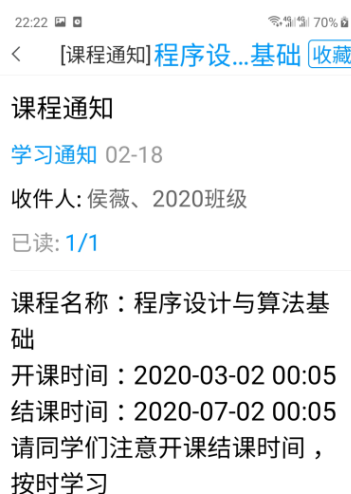 22:22 70%
[课程通知]程序设...基础 收藏
课程通知
学习通知 02-18
收件人: 侯薇、2020班级
已读: 1/1
课程名称：程序设计与算法基
础
开课时间：2020-03-02 00:05
结课时间：2020-07-02 00:05
请同学们注意开课结课时间，
按时学习